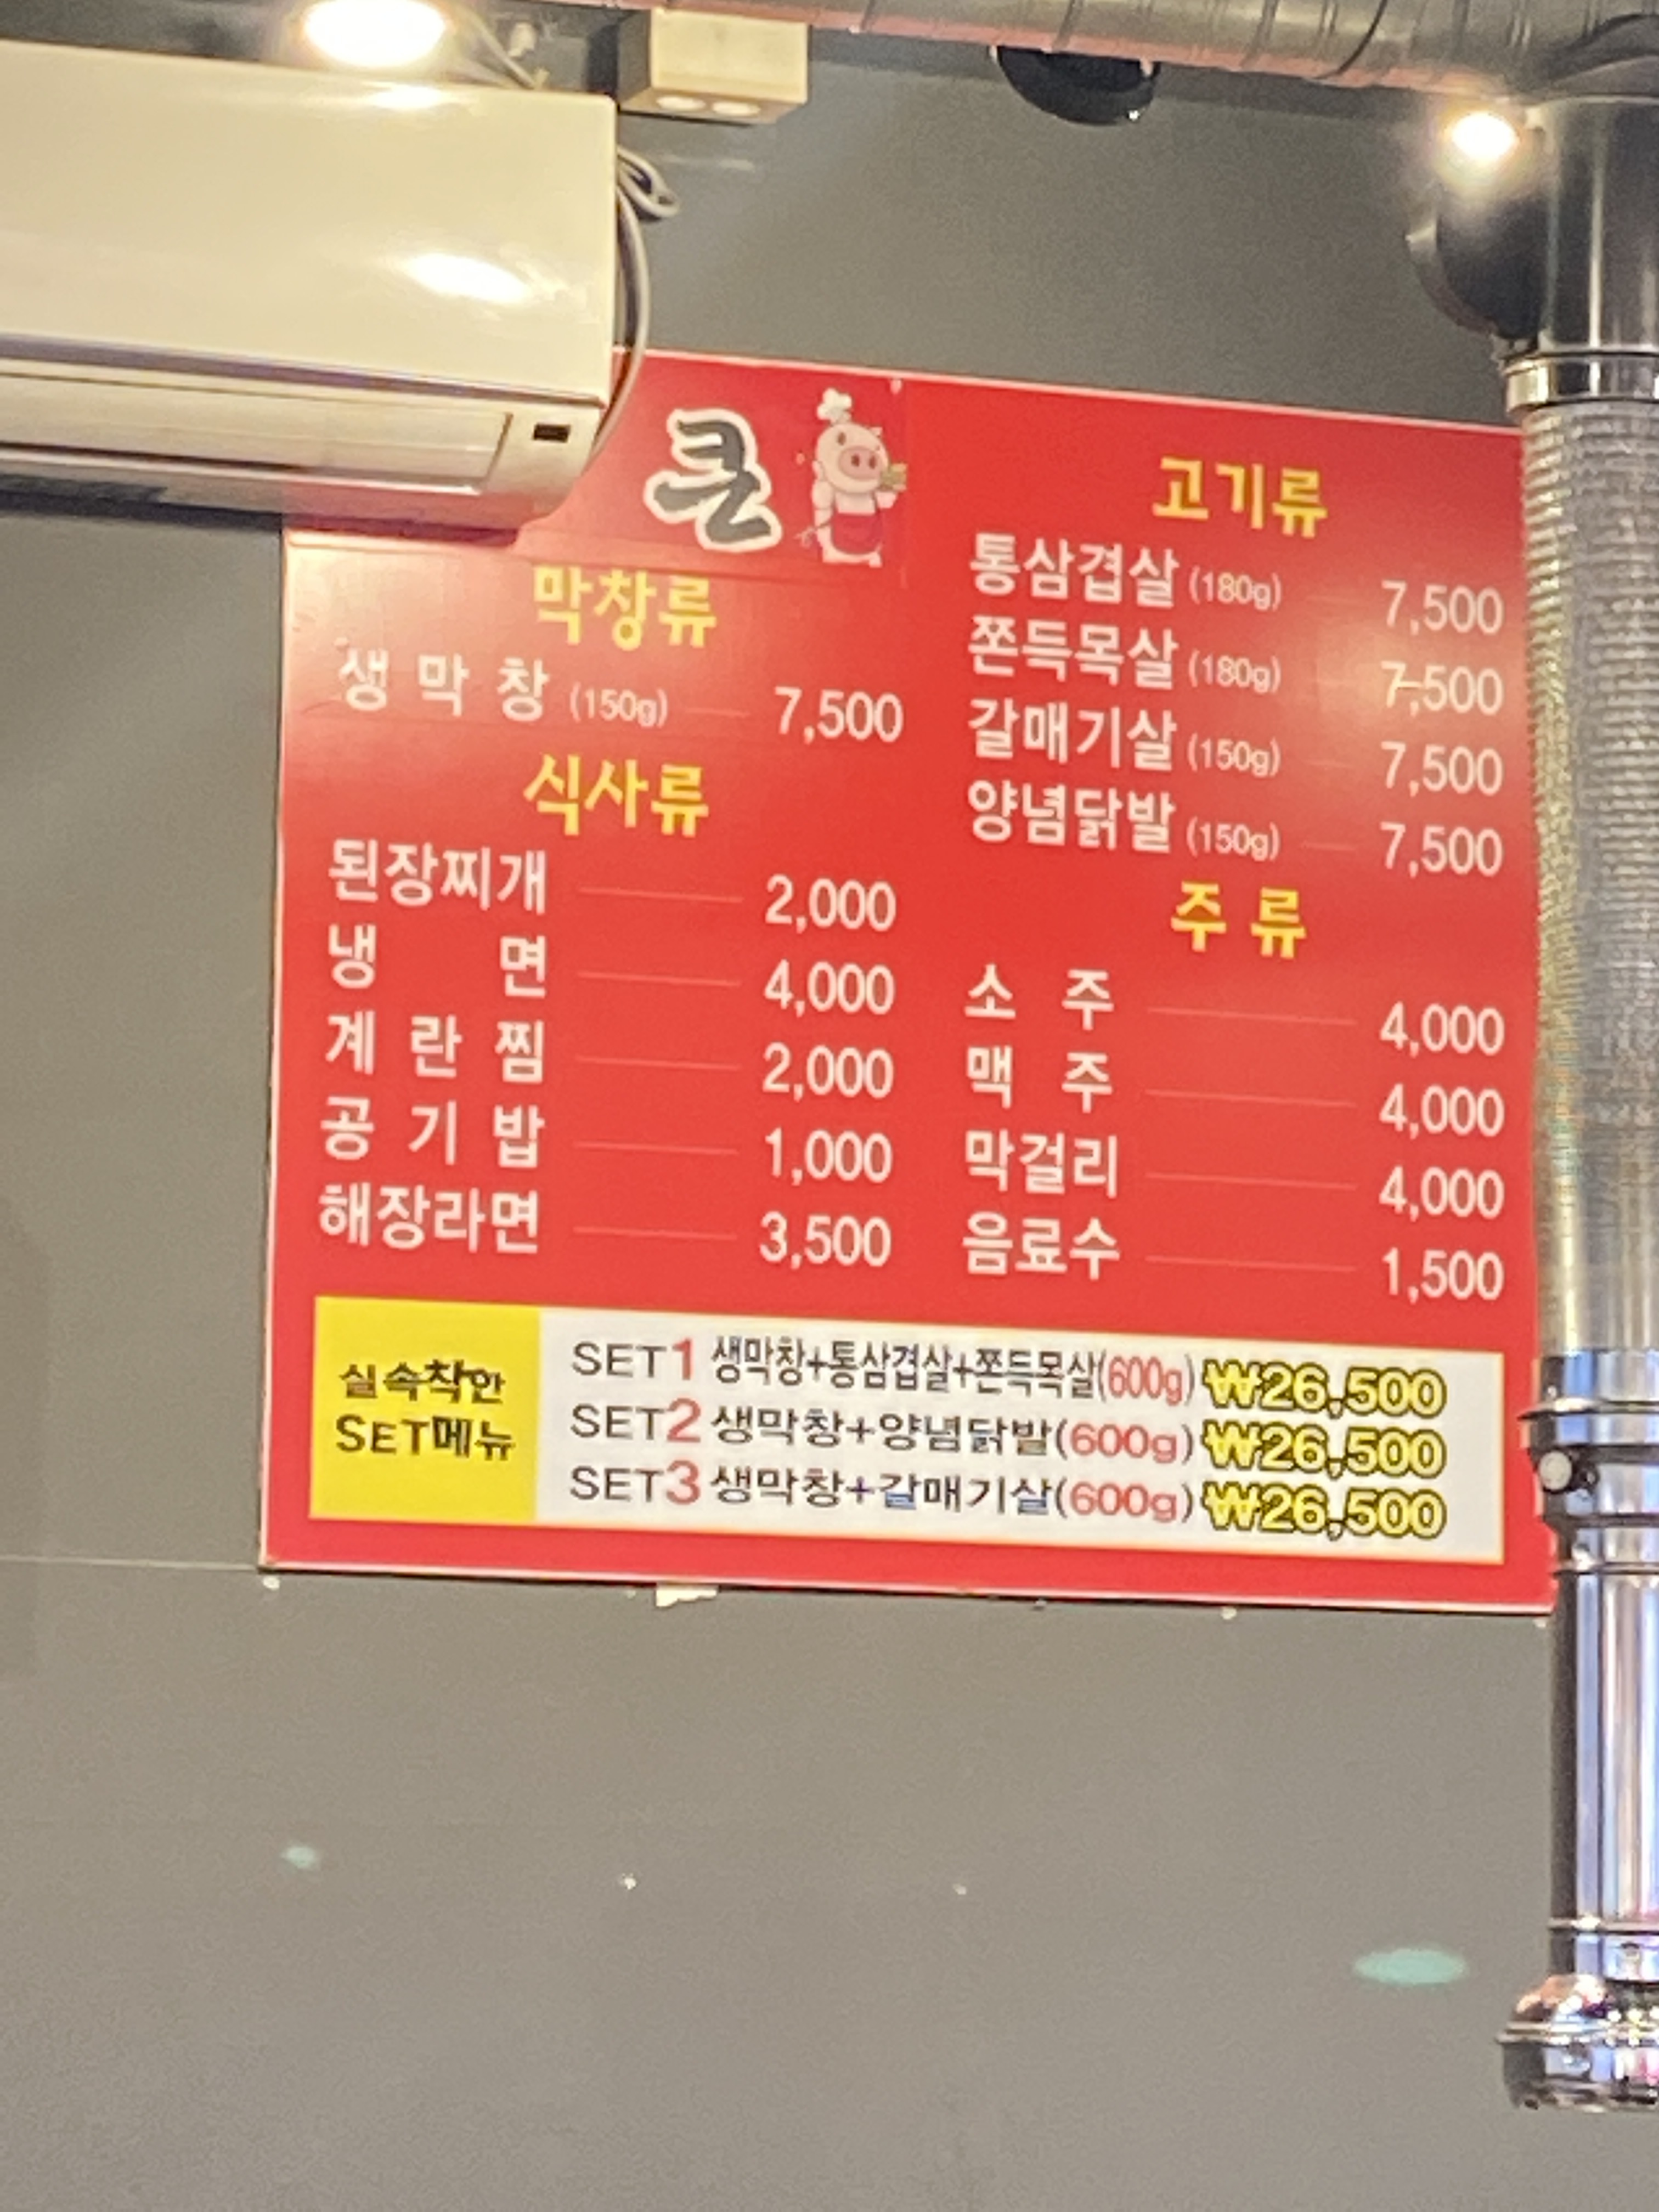 큰
막창류
생 막 창 (150g) 7,500
식사류
된장찌개 2,000
냉 면 4,000
계 란 찜 2,000
공 기 밥 1,000
해장라면 3,500
고기류
통삼겹살 (180g) 7,500
쫀득목살 (180g) 7,500
갈매기살 (150g) 7,500
양념닭발 (150g) 7,500
주 류
소 주 4,000
맥 주 4,000
막걸리 4,000
음료수 1,500
실속착한
SET메뉴
SET1 생막창+통삼겹살+쫀득목살(600g) ₩26,500
SET2 생막창+양념닭발(600g) ₩26,500
SET3 생막창+갈매기살(600g) ₩26,500